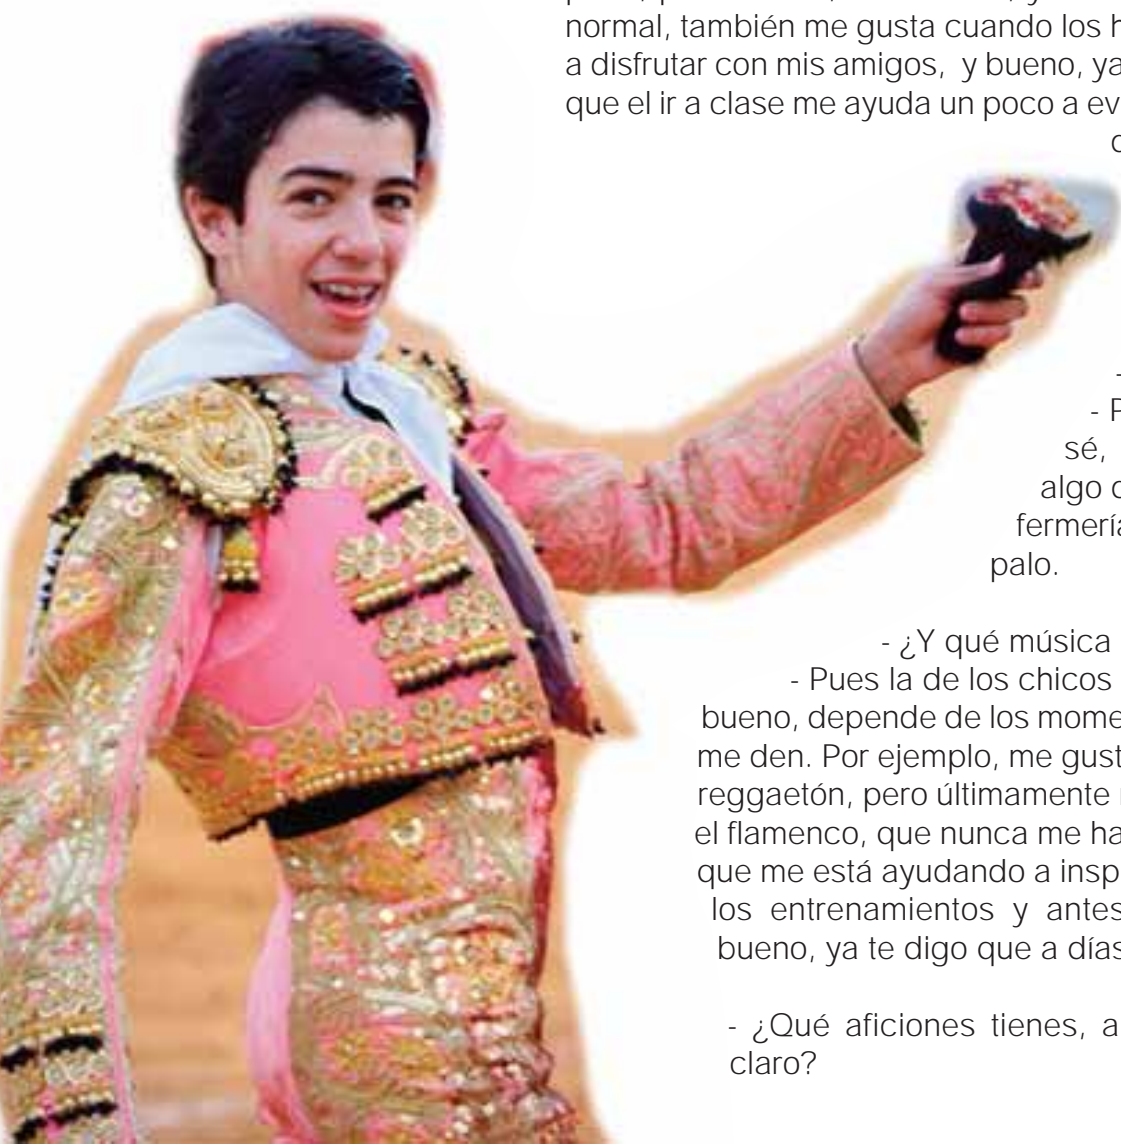 normal, también me gusta cuando los h
a disfrutar con mis amigos, y bueno, ya
que el ir a clase me ayuda un poco a ev
- P
sé,
algo
fermería
palo.
- ¿Y qué música
- Pues la de los chicos
bueno, depende de los mome
me den. Por ejemplo, me gust
reggaetón, pero últimamente
el flamenco, que nunca me ha
que me está ayudando a insp
los entrenamientos y antes
bueno, ya te digo que a días
- ¿Qué aficiones tienes, a
claro?